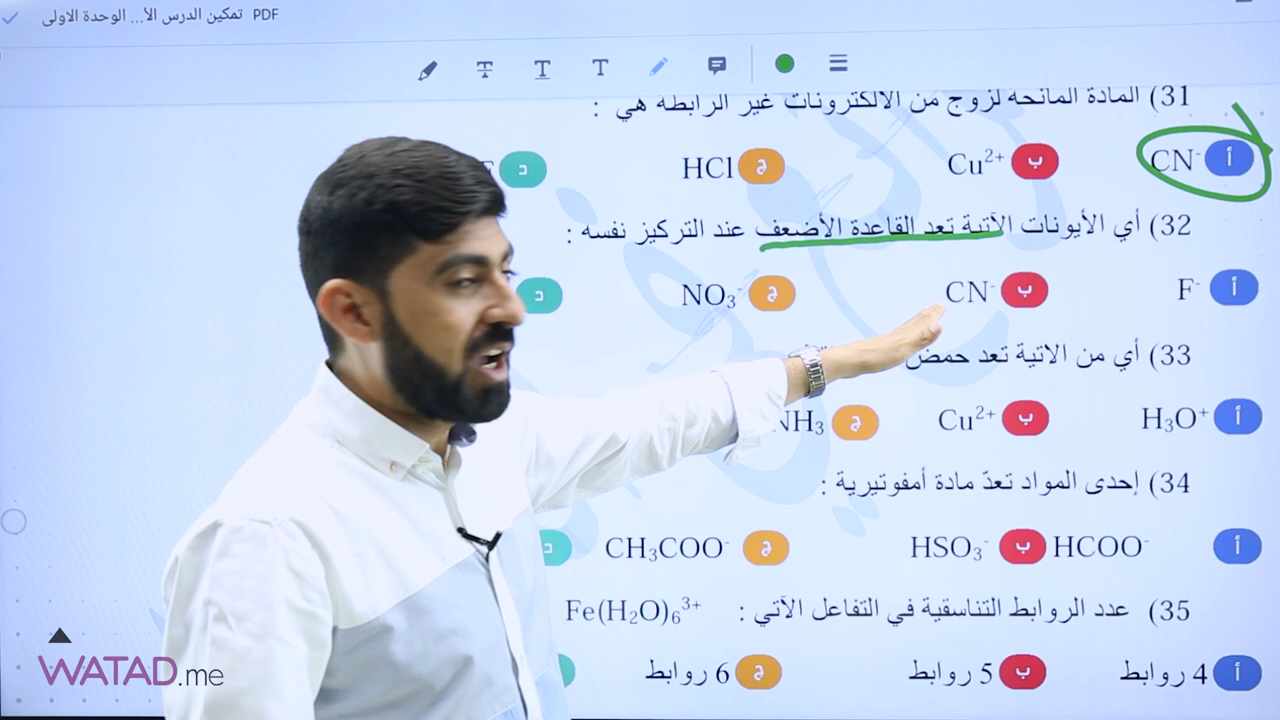 PDF تمكين الدرس الأ... الوحدة الاولى
31) المادة المانحة لزوج من الالكترونات غير الرابطة هي :
أ CN⁻ ب Cu²⁺ ج HCl د
32) أي الأيونات الآتية تعد القاعدة الأضعف عند التركيز نفسه :
أ F⁻ ب CN⁻ ج NO₃⁻ د
33) أي من الاتية تعد حمض
أ H₃O⁺ ب Cu²⁺ ج NH₃
34) إحدى المواد تعدّ مادة أمفوتيرية :
أ HCOO⁻ ب HSO₃⁻ ج CH₃COO⁻ د
35) عدد الروابط التناسقية في التفاعل الآتي : Fe(H₂O)₆³⁺
أ 4 روابط ب 5 روابط ج 6 روابط
WATAD.me